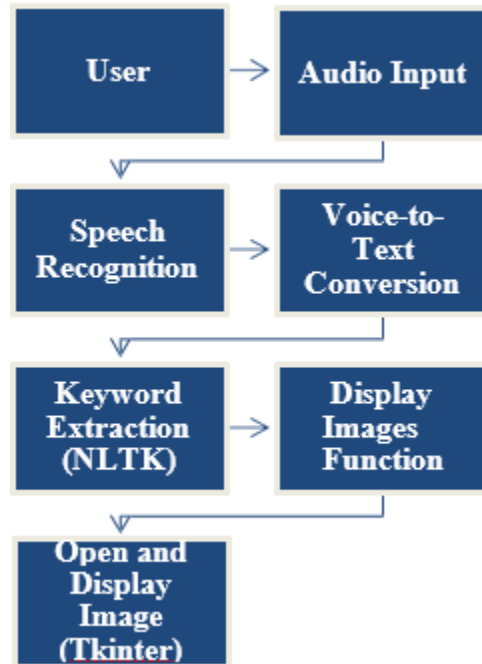 User
Audio Input
Speech
Recognition
Voice-to-
Text
Conversion
Keyword
Extraction
(NLTK)
Display
Images
Function
Open and
Display
Image
(Tkinter)